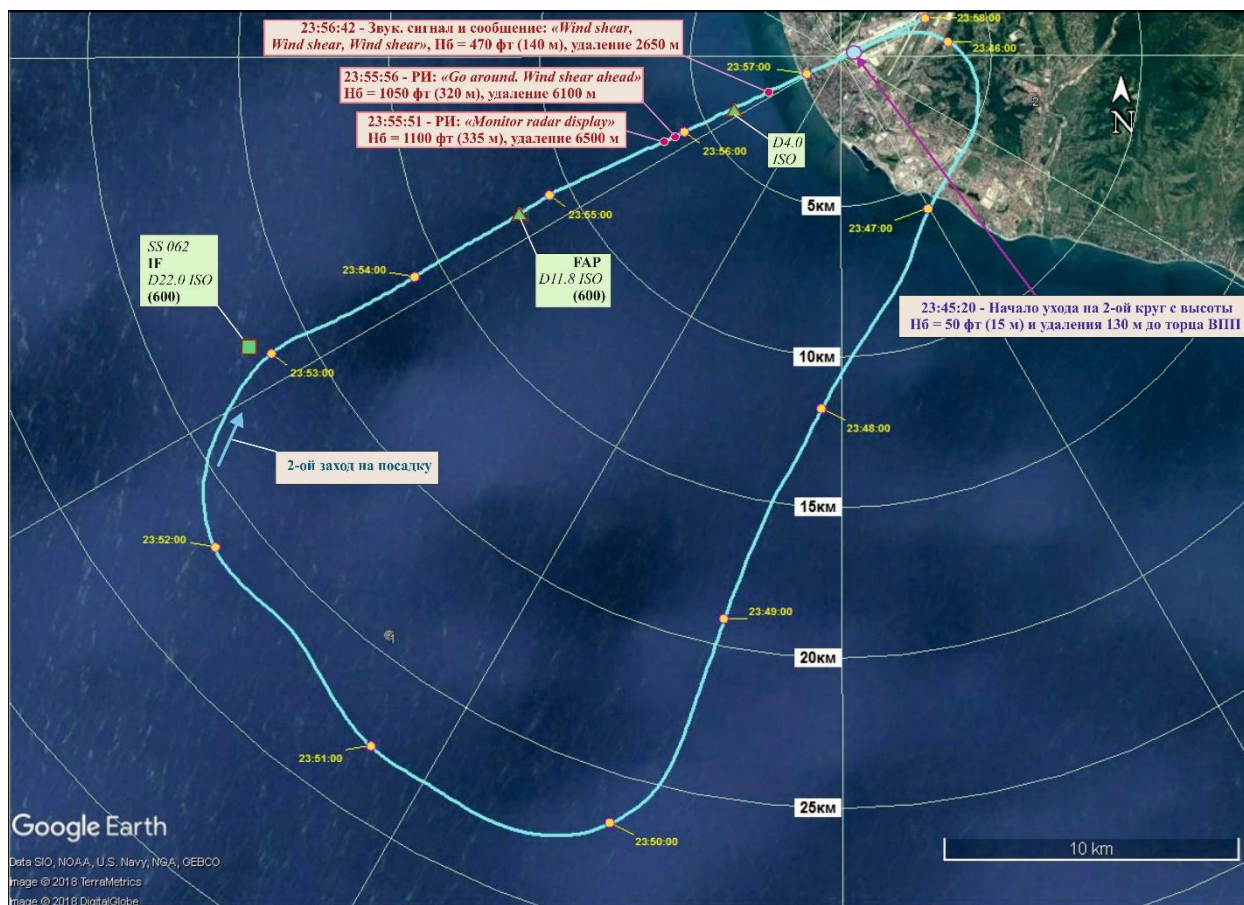 23:56:42 - Звук. сигнал и сообщение: «Wind shear,
Wind shear, Wind shear», Hб = 470 фт (140 м), удаление 2650 м
23:58:00
23:46:00
23:57:00
23:55:56 - РИ: «Go around. Wind shear ahead»
Hб = 1050 фт (320 м), удаление 6100 м
23:55:51 - РИ: «Monitor radar display»
Hб = 1100 фт (335 м), удаление 6500 м
2
N
23:56:00
D4.0
ISO
5км
23:47:00
23:55:00
SS 062
IF
D22.0 ISO
(600)
23:54:00
FAP
D11.8 ISO
(600)
23:45:20 - Начало ухода на 2-ой круг с высоты
Hб = 50 фт (15 м) и удаления 130 м до торца ВПП
10км
23:53:00
23:48:00
2-ой заход на посадку
15км
23:52:00
23:49:00
1
20км
23:51:00
25км
23:50:00
Google Earth
10 km
Data SIO, NOAA, U.S. Navy, NGA, GEBCO
Image © 2018 TerraMetrics
Image © 2018 DigitalGlobe